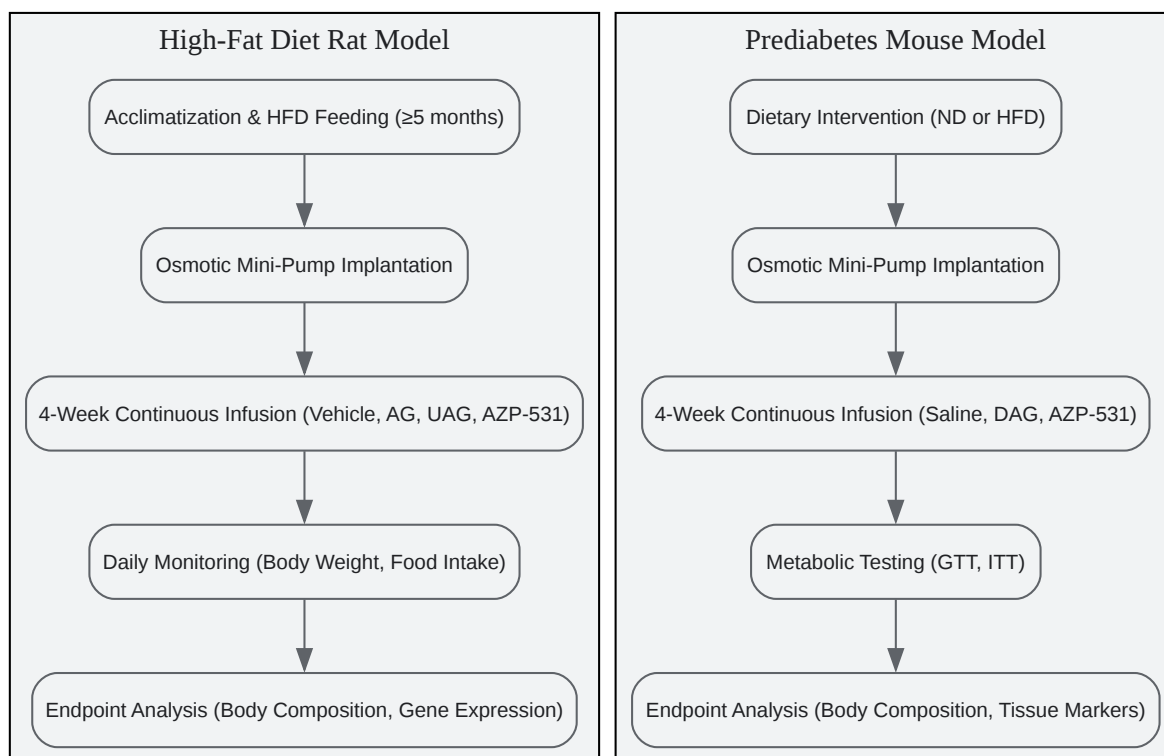 High-Fat Diet Rat Model
Acclimatization & HFD Feeding (≥5 months)
Osmotic Mini-Pump Implantation
4-Week Continuous Infusion (Vehicle, AG, UAG, AZP-531)
Daily Monitoring (Body Weight, Food Intake)
Endpoint Analysis (Body Composition, Gene Expression)
Prediabetes Mouse Model
Dietary Intervention (ND or HFD)
Osmotic Mini-Pump Implantation
4-Week Continuous Infusion (Saline, DAG, AZP-531)
Metabolic Testing (GTT, ITT)
Endpoint Analysis (Body Composition, Tissue Markers)